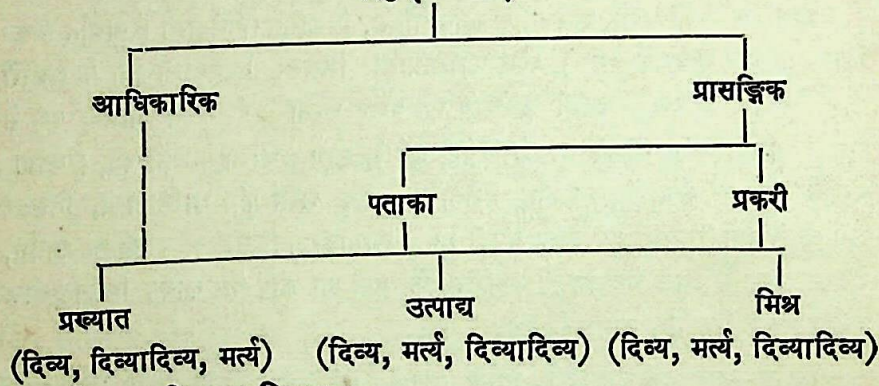 आधिकारिक प्रासङ्गिक
पताका प्रकरी
प्रख्यात उत्पाद्य मिश्र
(दिव्य, दिव्यादिव्य, मर्त्य) (दिव्य, मर्त्य, दिव्यादिव्य) (दिव्य, मर्त्य, दिव्यादिव्य)